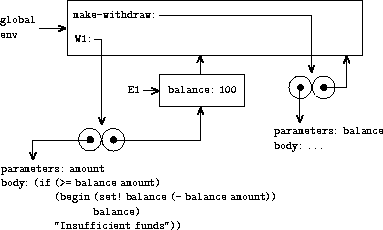 global
env
make-withdraw:
W1:
E1
balance: 100
parameters: balance
body: ...
parameters: amount
body: (if (>= balance amount)
(begin (set! balance (- balance amount))
balance)
"Insufficient funds"))